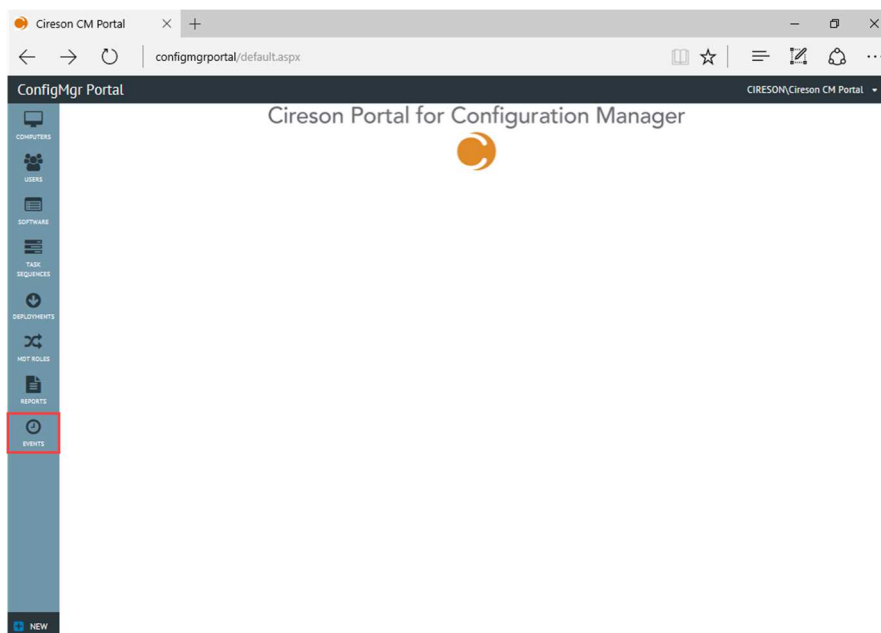 Cireson CM Portal
configmgrportal/default.aspx
ConfigMgr Portal
CIRESON\Cireson CM Portal
Cireson Portal for Configuration Manager
COMPUTERS
USERS
SOFTWARE
TASK
SEQUENCES
DEPLOYMENTS
MDT ROLES
REPORTS
EVENTS
NEW